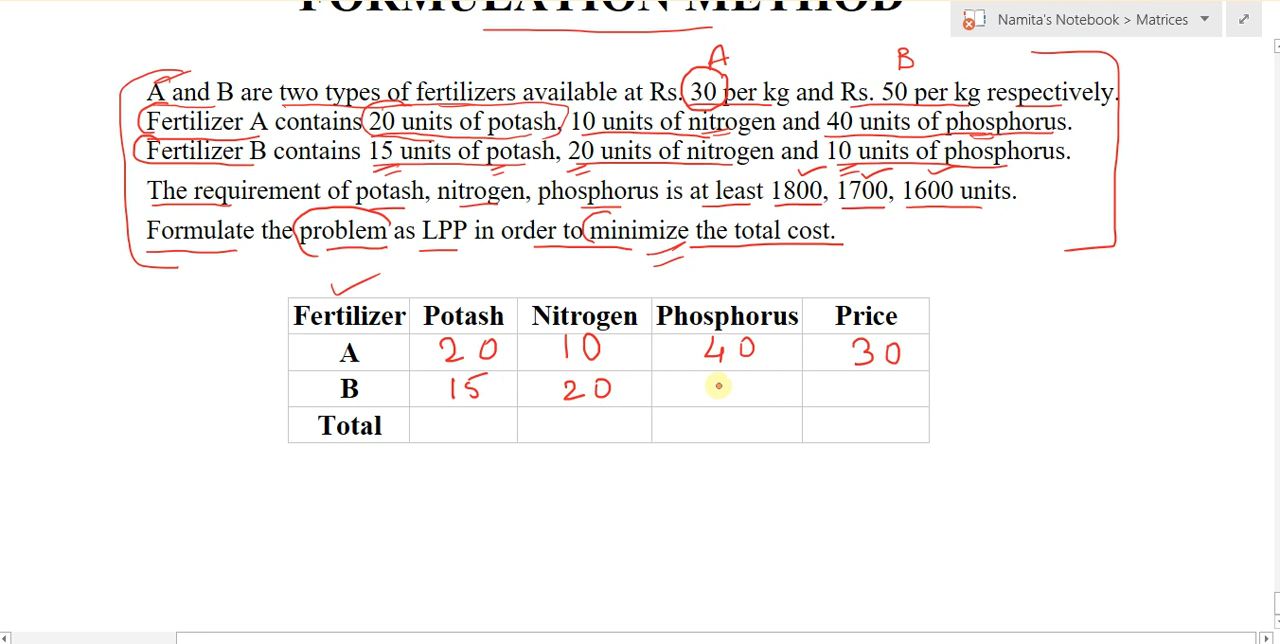 FORMULATION METHOD
Namita's Notebook > Matrices
A B
A and B are two types of fertilizers available at Rs. 30 per kg and Rs. 50 per kg respectively.
Fertilizer A contains 20 units of potash, 10 units of nitrogen and 40 units of phosphorus.
Fertilizer B contains 15 units of potash, 20 units of nitrogen and 10 units of phosphorus.
The requirement of potash, nitrogen, phosphorus is at least 1800, 1700, 1600 units.
Formulate the problem as LPP in order to minimize the total cost.
Fertilizer Potash Nitrogen Phosphorus Price
A 20 10 40 30
B 15 20
Total